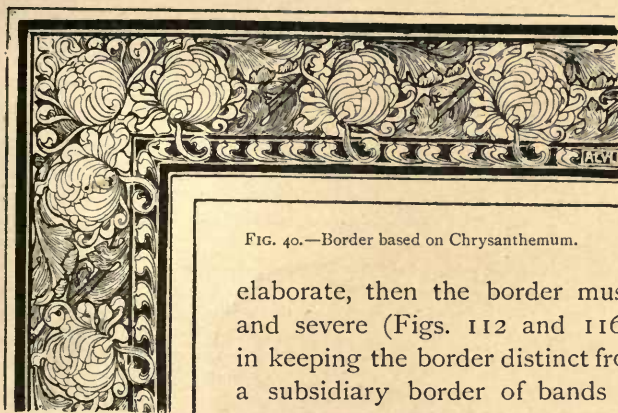 FIG. 40.—Border based on Chrysanthemum.
elaborate, then the border mus
and severe (Figs. 112 and 116
in keeping the border distinct fro
a subsidiary border of bands